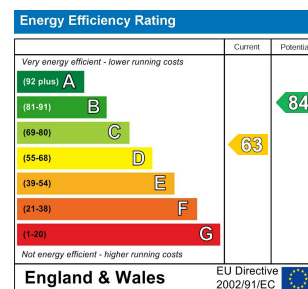 Energy Efficiency Rating
Current Potentia
Very energy efficient - lower running costs
(92 plus) A
(81-91) B
84
(69-80) C
63
(55-68) D
(39-54) E
(21-38) F
(1-20) G
Not energy efficient - higher running costs
England & Wales
EU Directive
2002/91/EC